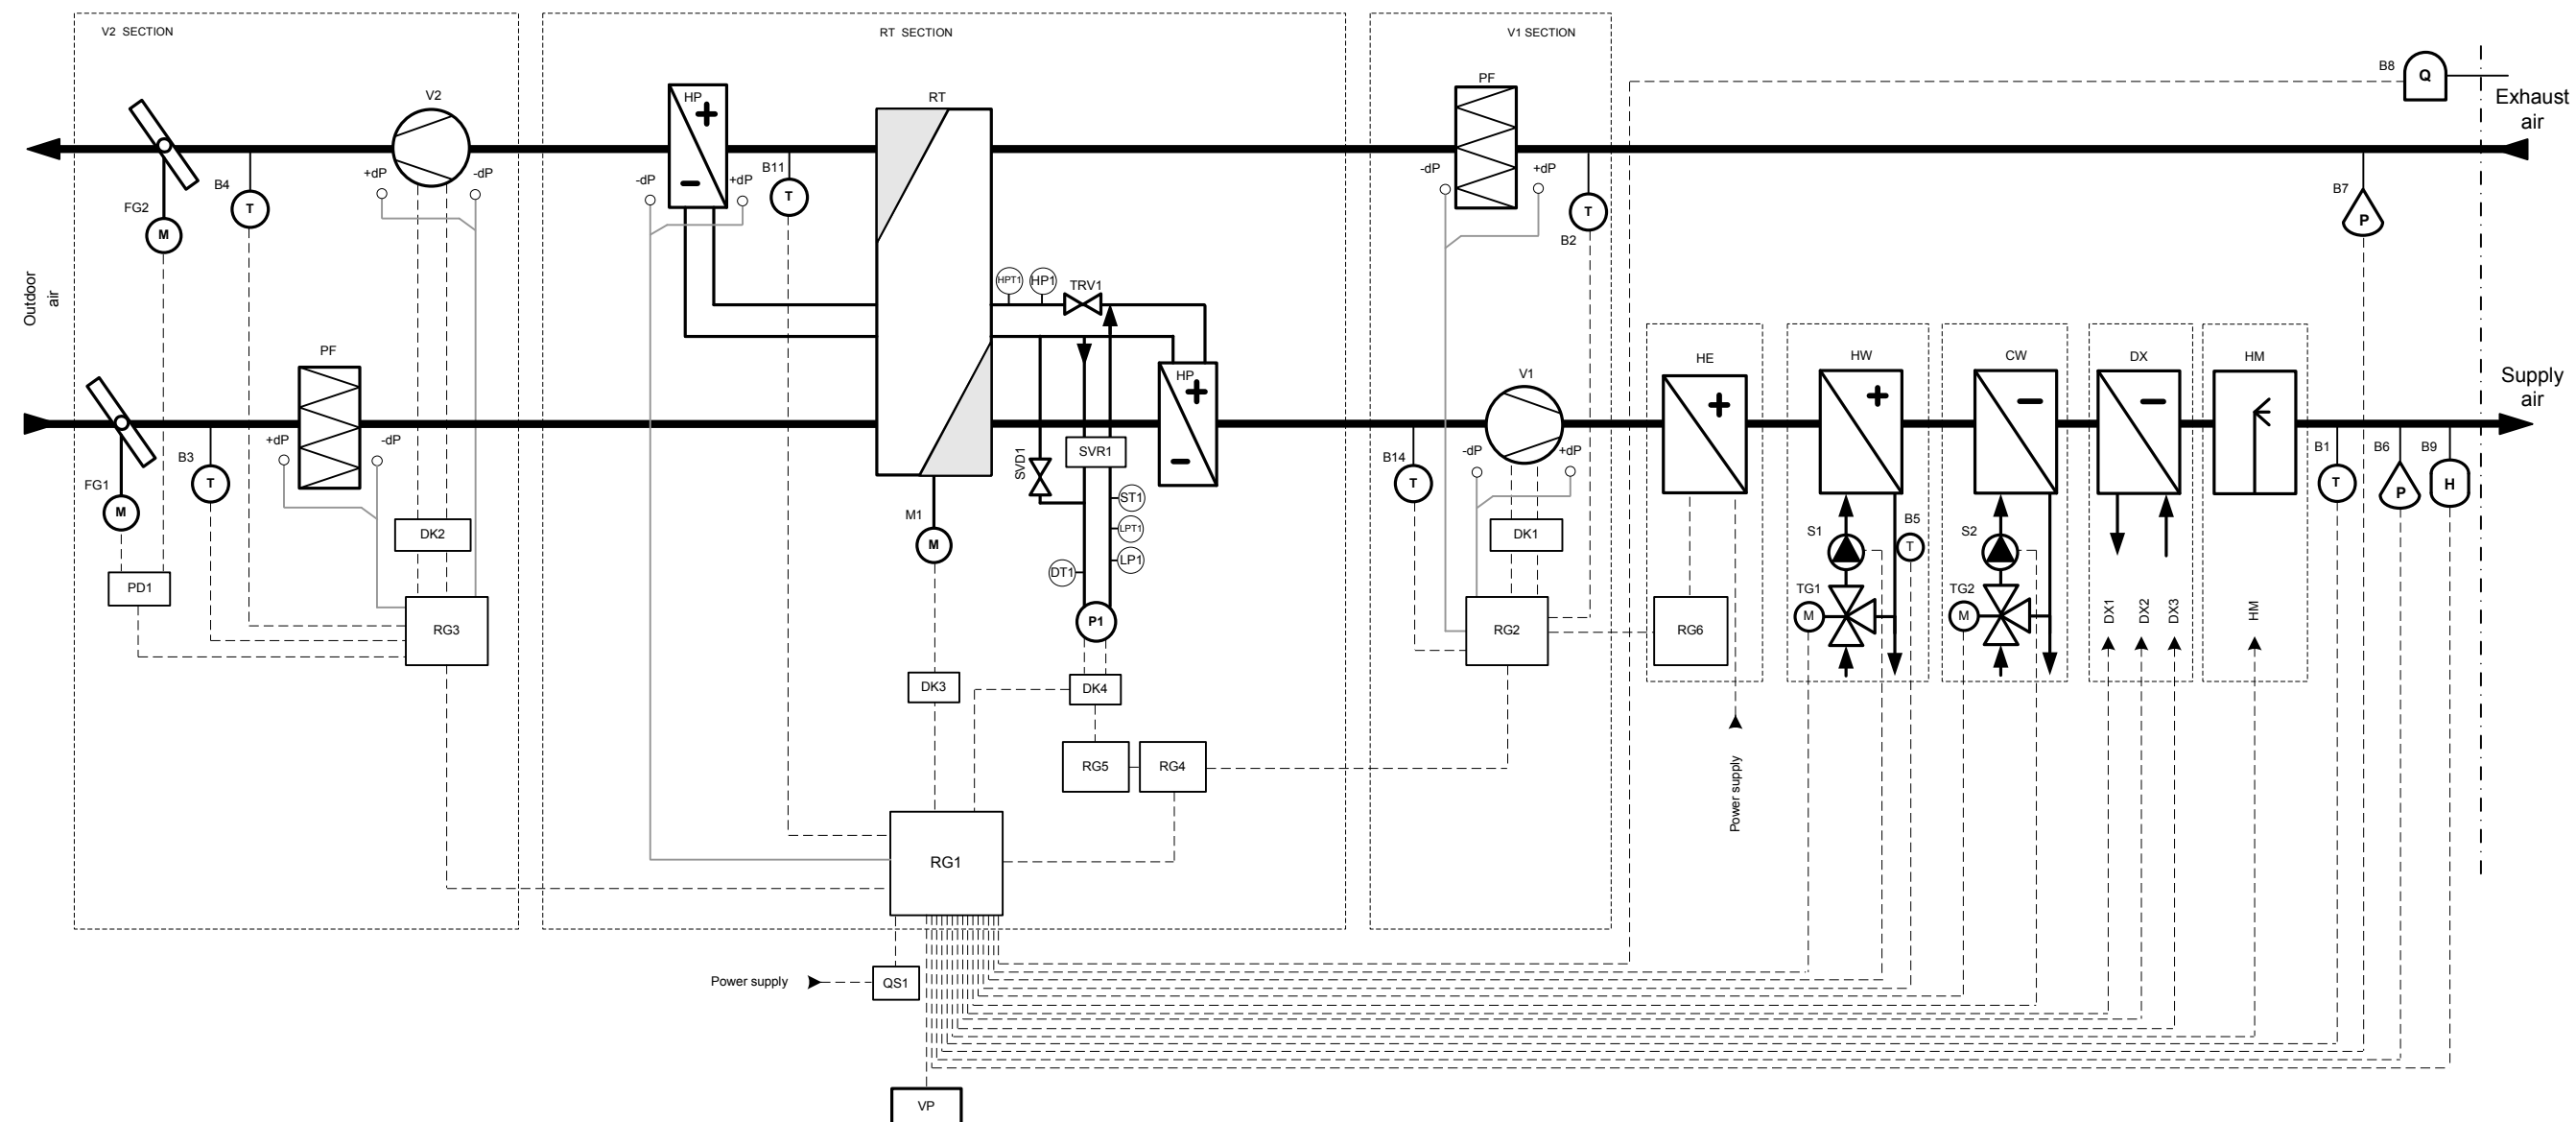 V2 SECTION
RT SECTION
V1 SECTION
B8
Q
Exhaust
air
V2
HP
RT
PF
+dP
-dP
B4
T
FG2
M
-dP
+dP
B11
T
-dP
+dP
T
B2
B7
P
Outdoor
air
HPT1
HP1
TRV1
PF
HP
V1
HE
HW
CW
DX
HM
Supply
air
+dP
-dP
B3
T
FG1
M
SVD1
SVR1
B14
T
-dP
+dP
B1
T
B6
P
B9
H
DK2
M1
M
ST1
LPT1
LP1
DT1
DK1
S1
B5
T
S2
PD1
RG3
P1
RG2
RG6
TG1
M
TG2
M
DX1
DX2
DX3
HM
DK3
DK4
RG5
RG4
Power supply
RG1
Power supply
QS1
VP